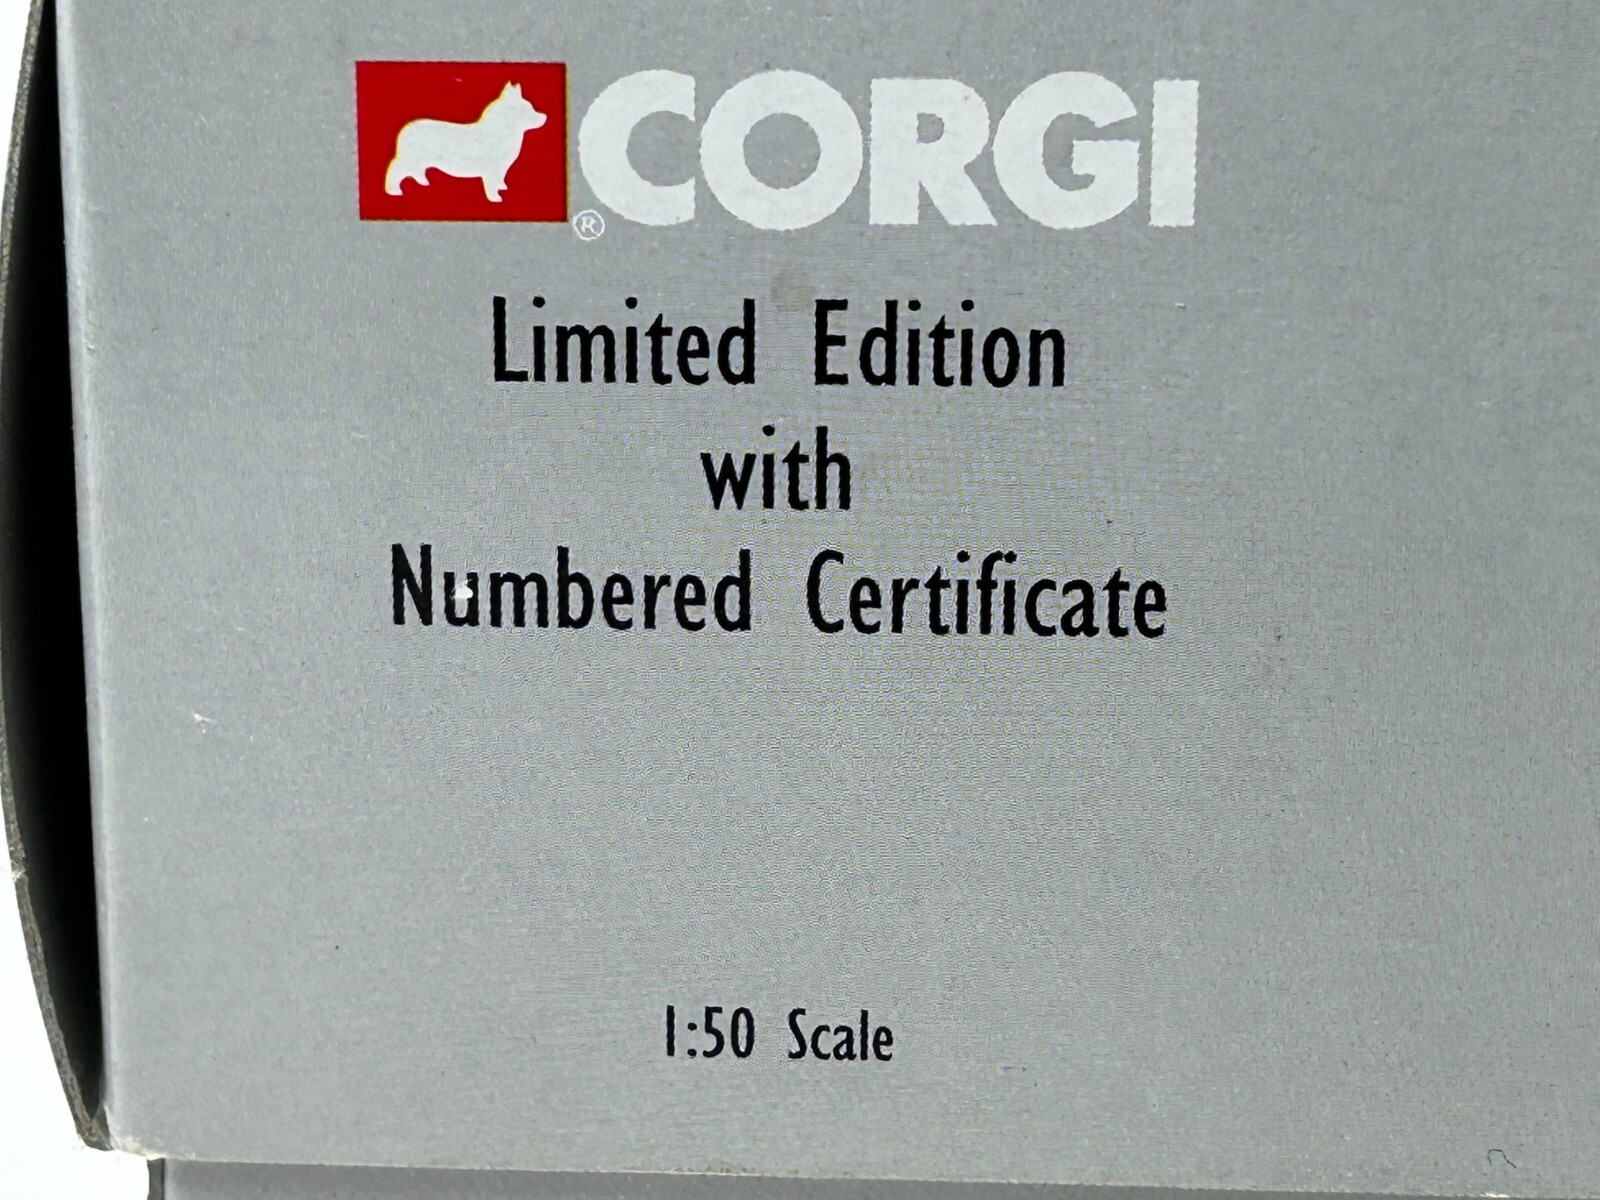 CORGI
®
Limited Edition
with
Numbered Certificate
1:50 Scale